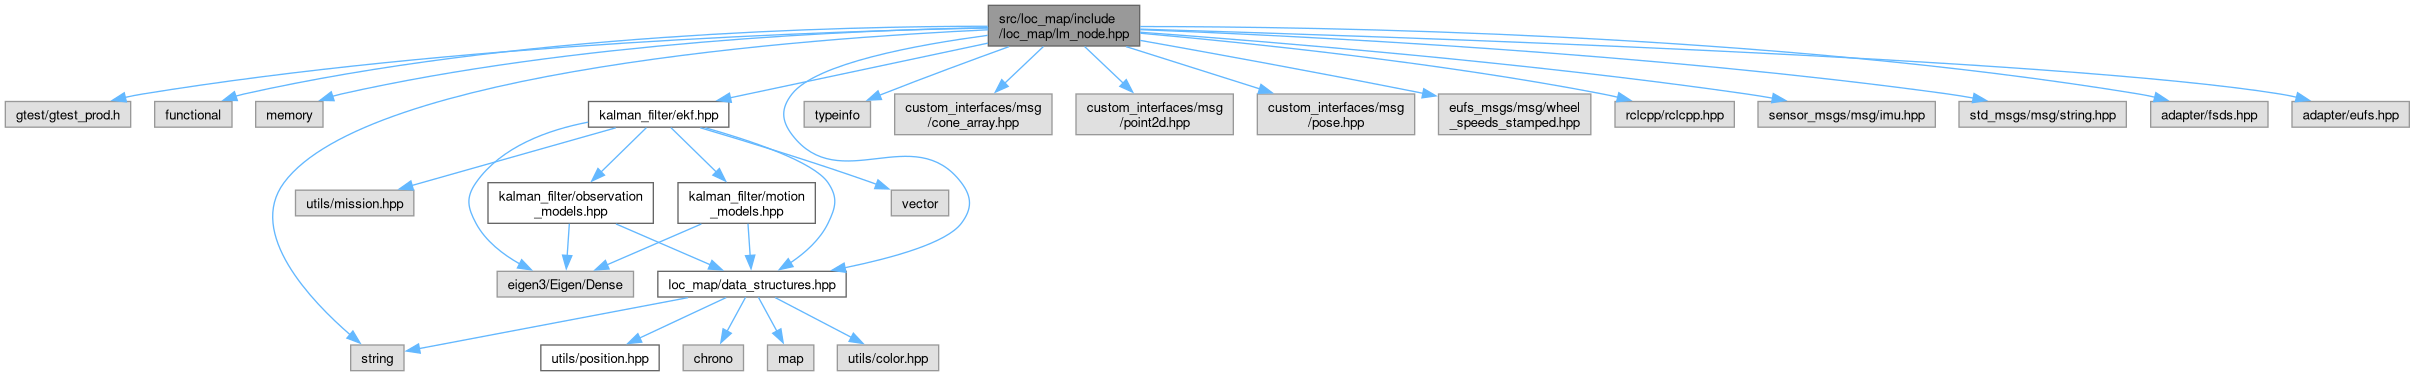 src/loc_map/include
/loc_map/lm_node.hpp
gtest/gtest_prod.h
functional
memory
kalman_filter/ekf.hpp
typeinfo
custom_interfaces/msg
/cone_array.hpp
custom_interfaces/msg
/point2d.hpp
custom_interfaces/msg
/pose.hpp
eufs_msgs/msg/wheel
_speeds_stamped.hpp
rclcpp/rclcpp.hpp
sensor_msgs/msg/imu.hpp
std_msgs/msg/string.hpp
adapter/fsds.hpp
adapter/eufs.hpp
utils/mission.hpp
kalman_filter/observation
_models.hpp
kalman_filter/motion
_models.hpp
vector
eigen3/Eigen/Dense
loc_map/data_structures.hpp
string
utils/position.hpp
chrono
map
utils/color.hpp